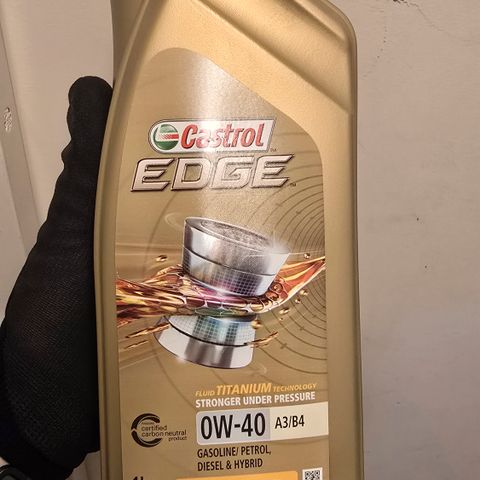 Castrol
EDGE
FLUID TITANIUM TECHNOLOGY
STRONGER UNDER PRESSURE
0W-40 A3/B4
certified
carbon neutral
product
GASOLINE/ PETROL,
DIESEL & HYBRID